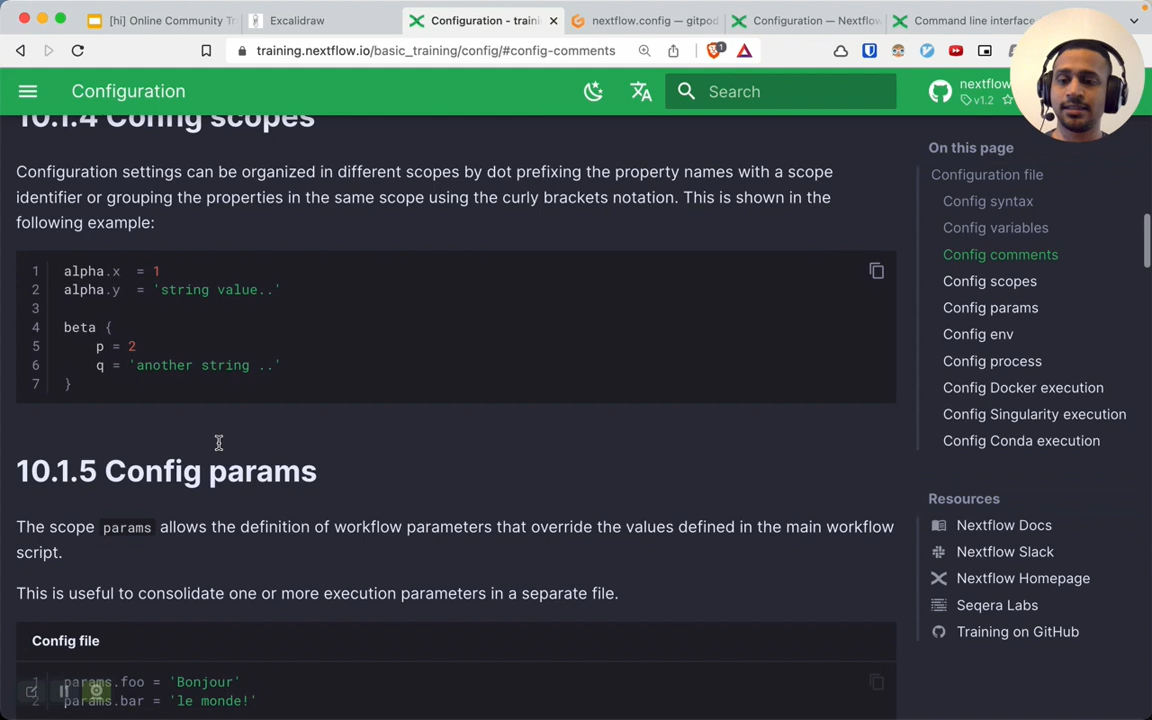 [hi] Online Community Tr
Excalidraw
Configuration - traini
nextflow.config — gitpod
Configuration — Nextflow
Command line interface
training.nextflow.io/basic_training/config/#config-comments
1
Configuration
Search
nextflow
v1.2
10.1.4 Config scopes
Configuration settings can be organized in different scopes by dot prefixing the property names with a scope
identifier or grouping the properties in the same scope using the curly brackets notation. This is shown in the
following example:
1 alpha.x = 1
2 alpha.y = 'string value..'
3
4 beta {
5 p = 2
6 q = 'another string ..'
7 }
10.1.5 Config params
The scope params allows the definition of workflow parameters that override the values defined in the main workflow
script.
This is useful to consolidate one or more execution parameters in a separate file.
Config file
1 params.foo = 'Bonjour'
2 params.bar = 'le monde!'
On this page
Configuration file
Config syntax
Config variables
Config comments
Config scopes
Config params
Config env
Config process
Config Docker execution
Config Singularity execution
Config Conda execution
Resources
Nextflow Docs
Nextflow Slack
Nextflow Homepage
Seqera Labs
Training on GitHub